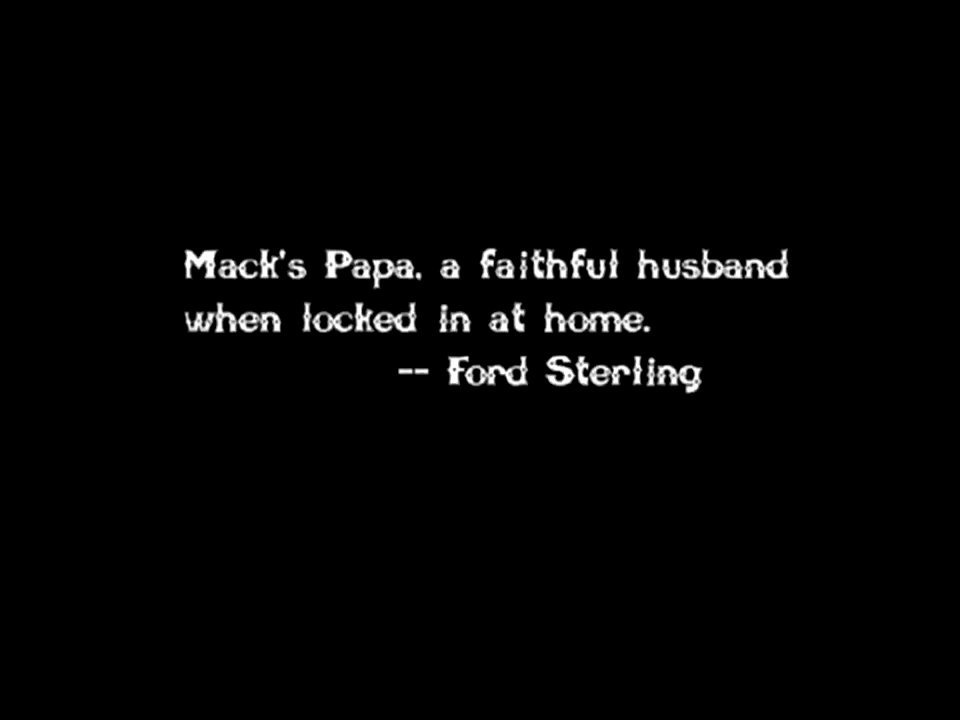 Mack's Papa, a faithful husband
when locked in at home.
-- Ford Sterling